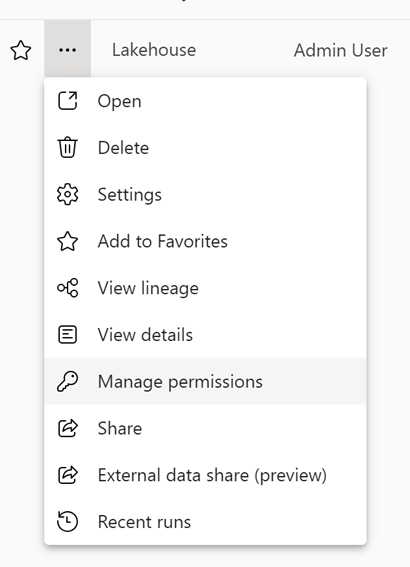 Lakehouse Admin User
Open
Delete
Settings
Add to Favorites
View lineage
View details
Manage permissions
Share
External data share (preview)
Recent runs